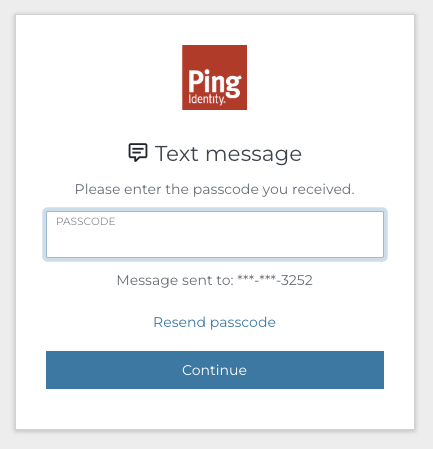 Ping
Identity.
Text message
Please enter the passcode you received.
PASSCODE
Message sent to: ***-***-3252
Resend passcode
Continue